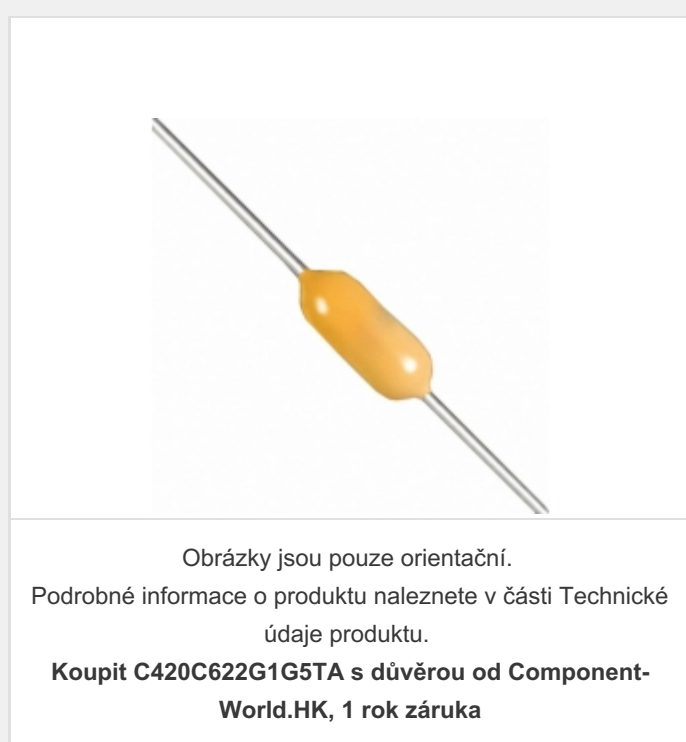 Obrázky jsou pouze orientační.
Podrobné informace o produktu naleznete v části Technické
údaje produktu.
Koupit C420C622G1G5TA s důvěrou od Component-
World.HK, 1 rok záruka